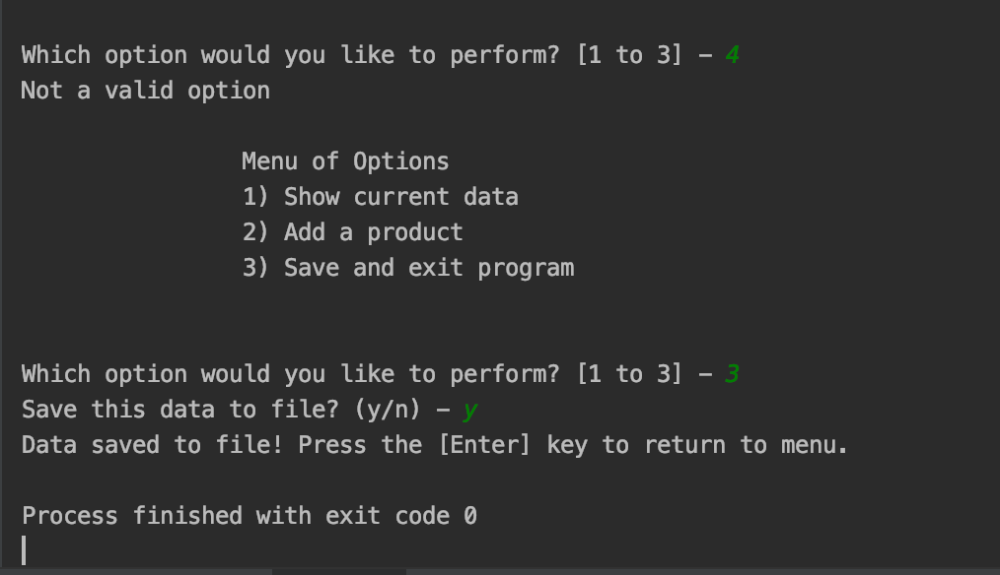 Which option would you like to perform? [1 to 3] – 4
Not a valid option
Menu of Options
1) Show current data
2) Add a product
3) Save and exit program
Which option would you like to perform? [1 to 3] – 3
Save this data to file? (y/n) – y
Data saved to file! Press the [Enter] key to return to menu.
Process finished with exit code 0